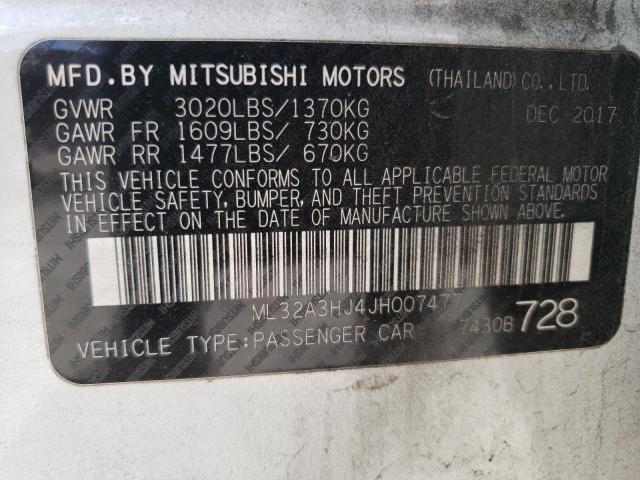 MFD.BY MITSUBISHI MOTORS (THAILAND)CO.,LTD.
GVWR 3020LBS/1370KG DEC 2017
GAWR FR 1609LBS/ 730KG
GAWR RR 1477LBS/ 670KG
THIS VEHICLE CONFORMS TO ALL APPLICABLE FEDERAL MOTOR
VEHICLE SAFETY, BUMPER, AND THEFT PREVENTION STANDARDS
IN EFFECT ON THE DATE OF MANUFACTURE SHOWN ABOVE.
ML32A3HJ4JH007477
VEHICLE TYPE:PASSENGER CAR 7430B 728